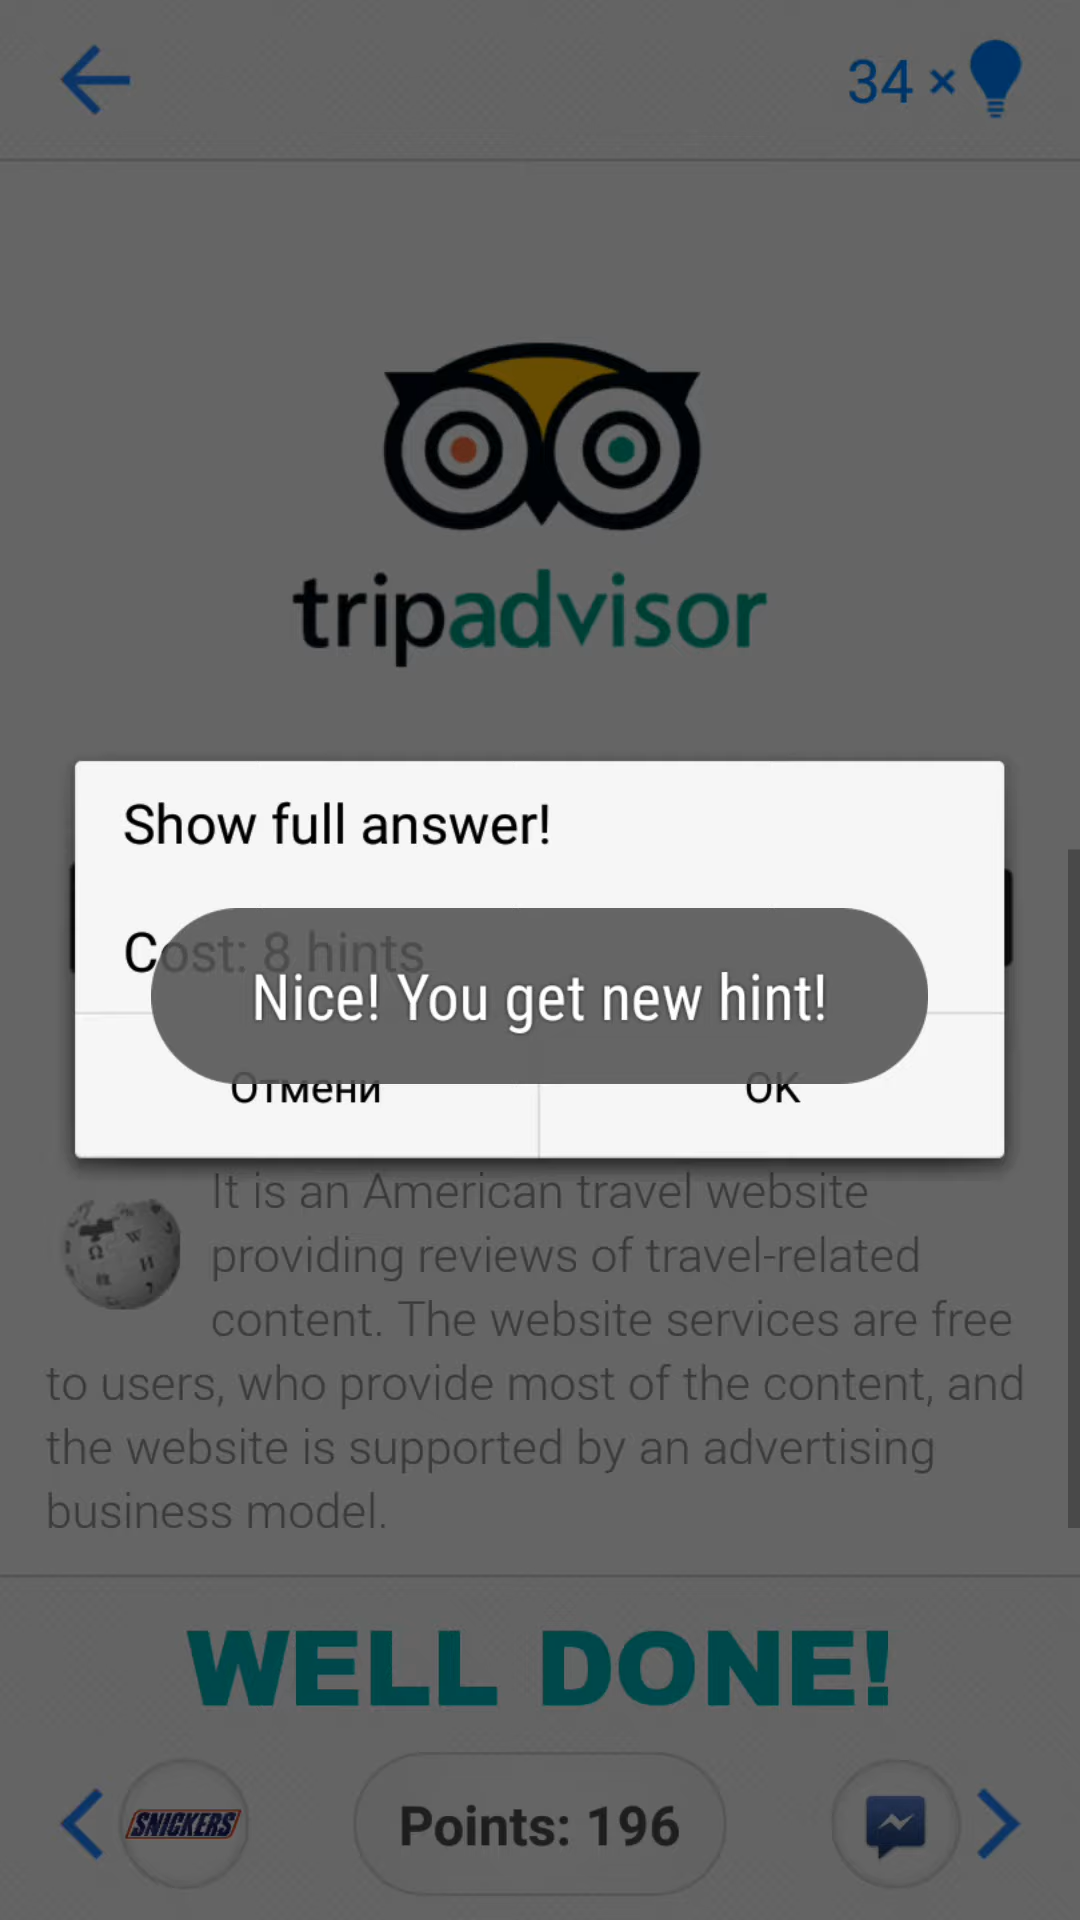 34 ×
tripadvisor
Show full answer!
Cost: 8 hints
Nice! You get new hint!
Отмени
OK
It is an American travel website
providing reviews of travel-related
content. The website services are free
to users, who provide most of the content, and
the website is supported by an advertising
business model.
WELL DONE!
SNICKERS
Points: 196